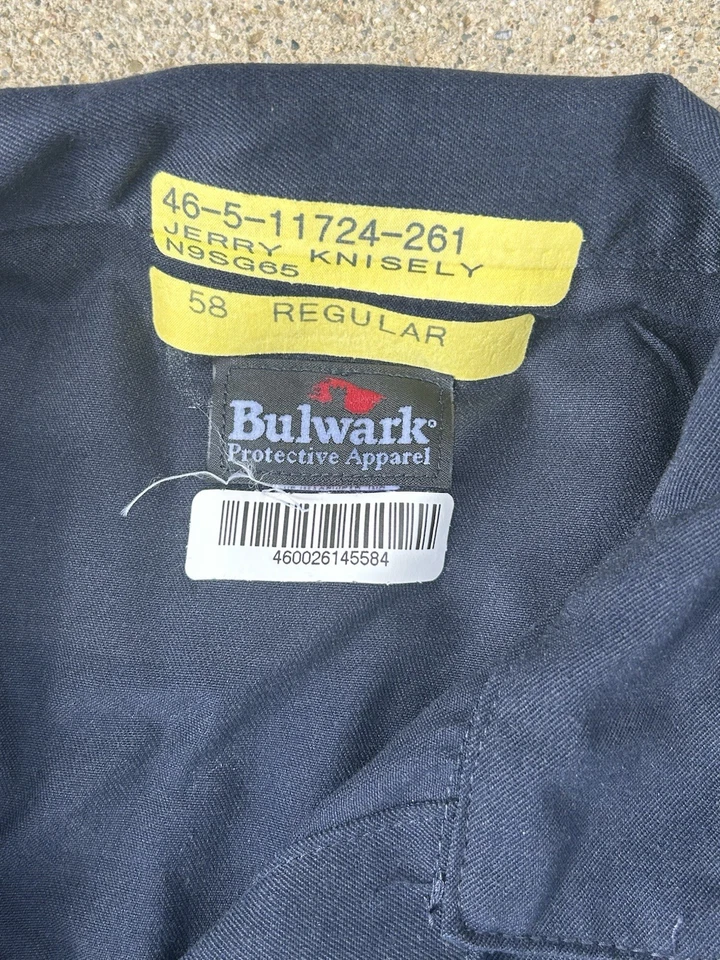 46-5-11724-261
JERRY KNISELY
N9SG65
58 REGULAR
Bulwark®
Protective Apparel
460026145584